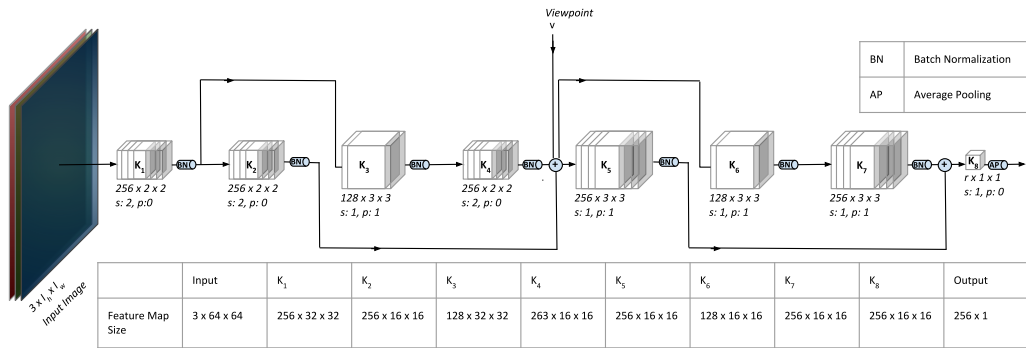 Viewpoint
v
BN Batch Normalization
AP Average Pooling
K1 BN K2 BN K3 BN K4 BN + K5 BN K6 BN K7 BN + K8 AP
256 x 2 x 2
s: 2, p:0
256 x 2 x 2
s: 2, p: 0
128 x 3 x 3
s: 1, p: 1
256 x 2 x 2
s: 2, p: 0
256 x 3 x 3
s: 1, p: 1
128 x 3 x 3
s: 1, p: 1
256 x 3 x 3
s: 1, p: 1
r x 1 x 1
s: 1, p: 0
3 x Ih x Iw
Input Image
Input K1 K2 K3 K4 K5 K6 K7 K8 Output
Feature Map Size 3 x 64 x 64 256 x 32 x 32 256 x 16 x 16 128 x 32 x 32 263 x 16 x 16 256 x 16 x 16 128 x 16 x 16 256 x 16 x 16 256 x 16 x 16 256 x 1